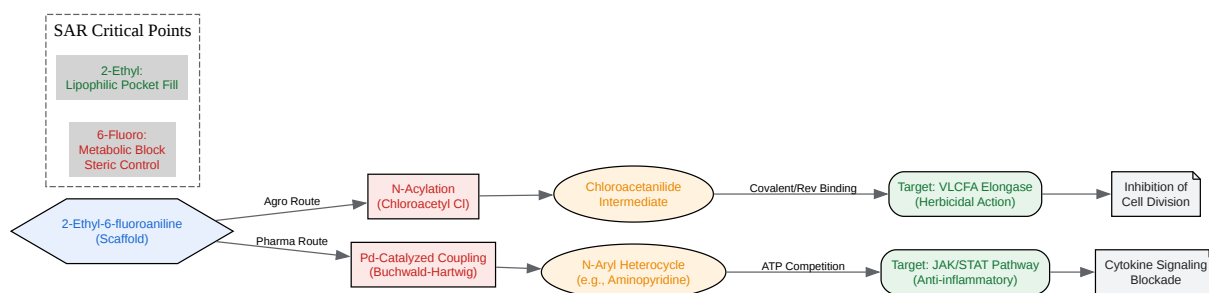 SAR Critical Points
2-Ethyl:
Lipophilic Pocket Fill
6-Fluoro:
Metabolic Block
Steric Control
2-Ethyl-6-fluoroaniline
(Scaffold)
Agro Route
N-Acylation
(Chloroacetyl Cl)
Chloroacetanilide
Intermediate
Covalent/Rev Binding
Target: VLCFA Elongase
(Herbicidal Action)
Inhibition of
Cell Division
Pharma Route
Pd-Catalyzed Coupling
(Buchwald-Hartwig)
N-Aryl Heterocycle
(e.g., Aminopyridine)
ATP Competition
Target: JAK/STAT Pathway
(Anti-inflammatory)
Cytokine Signaling
Blockade